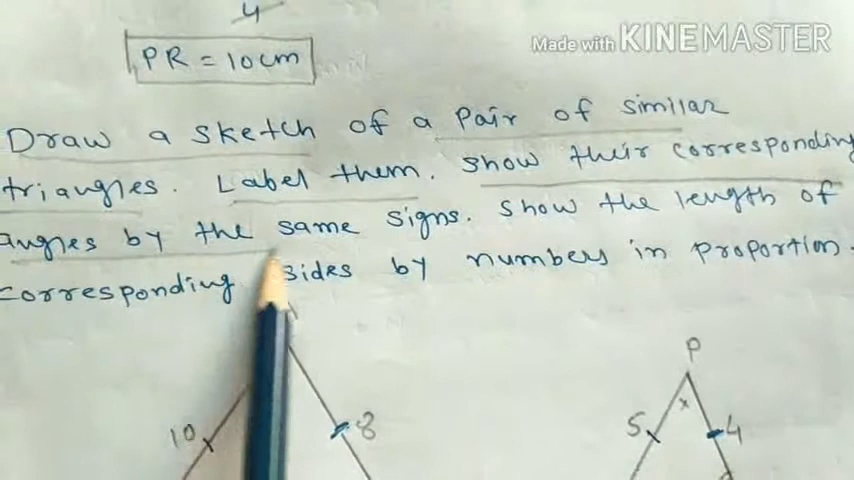 4
PR = 10cm
Made with KINEMASTER
Draw a sketch of a pair of similar
triangles. Label them. show their corresponding
angles by the same signs. show the length of
corresponding sides by numbers in proportion.
P
10
8
5
x
4